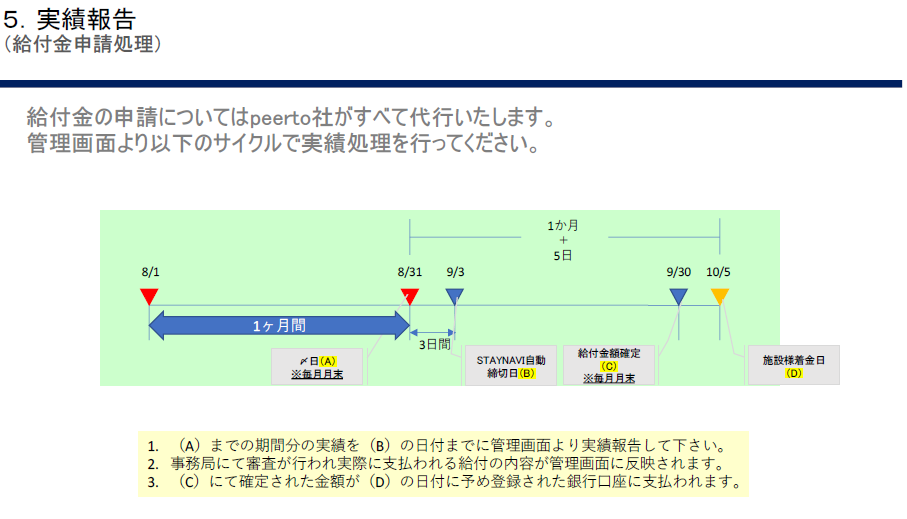 ５．実績報告
（給付金申請処理）
給付金の申請についてはpeerto社がすべて代行いたします。
管理画面より以下のサイクルで実績処理を行ってください。
1か月
＋
5日
8/1
8/31
9/3
9/30
10/5
1ヶ月間
3日間
〆日(A)
※毎月月末
STAYNAVI自動
締切日(B)
給付金額確定
(C)
※毎月月末
施設様着金日
(D)
1. （A）までの期間分の実績を（B）の日付までに管理画面より実績報告して下さい。
2. 事務局にて審査が行われ実際に支払われる給付の内容が管理画面に反映されます。
3. （C）にて確定された金額が（D）の日付に予め登録された銀行口座に支払われます。